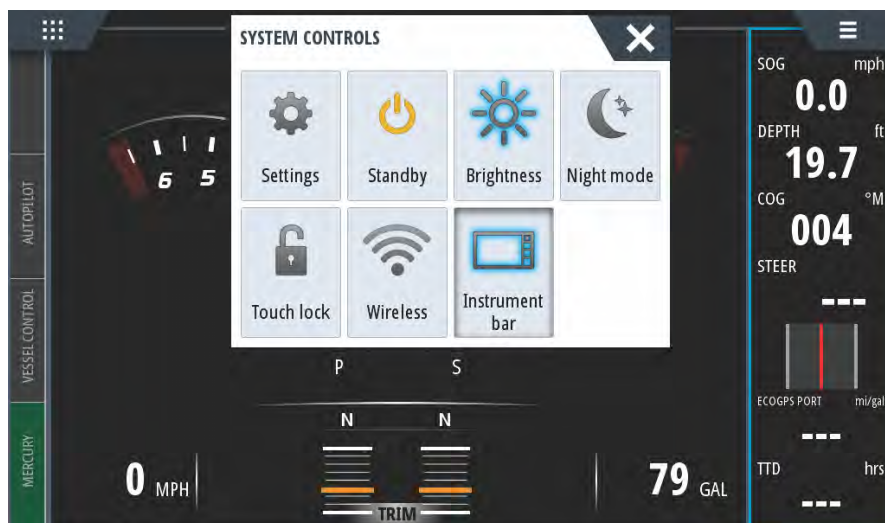 SYSTEM CONTROLS
Settings
Standby
Brightness
Night mode
Touch lock
Wireless
Instrument
bar
6 5
AUTOPILOT
VESSEL CONTROL
MERCURY
P S
N N
0 MPH
TRIM
79 GAL
SOG mph
0.0
DEPTH ft
19.7
COG °M
004
STEER
---
ECOGPS PORT mi/gal
---
TTD hrs
---